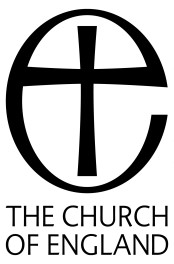 THE CHURCH
OF ENGLAND